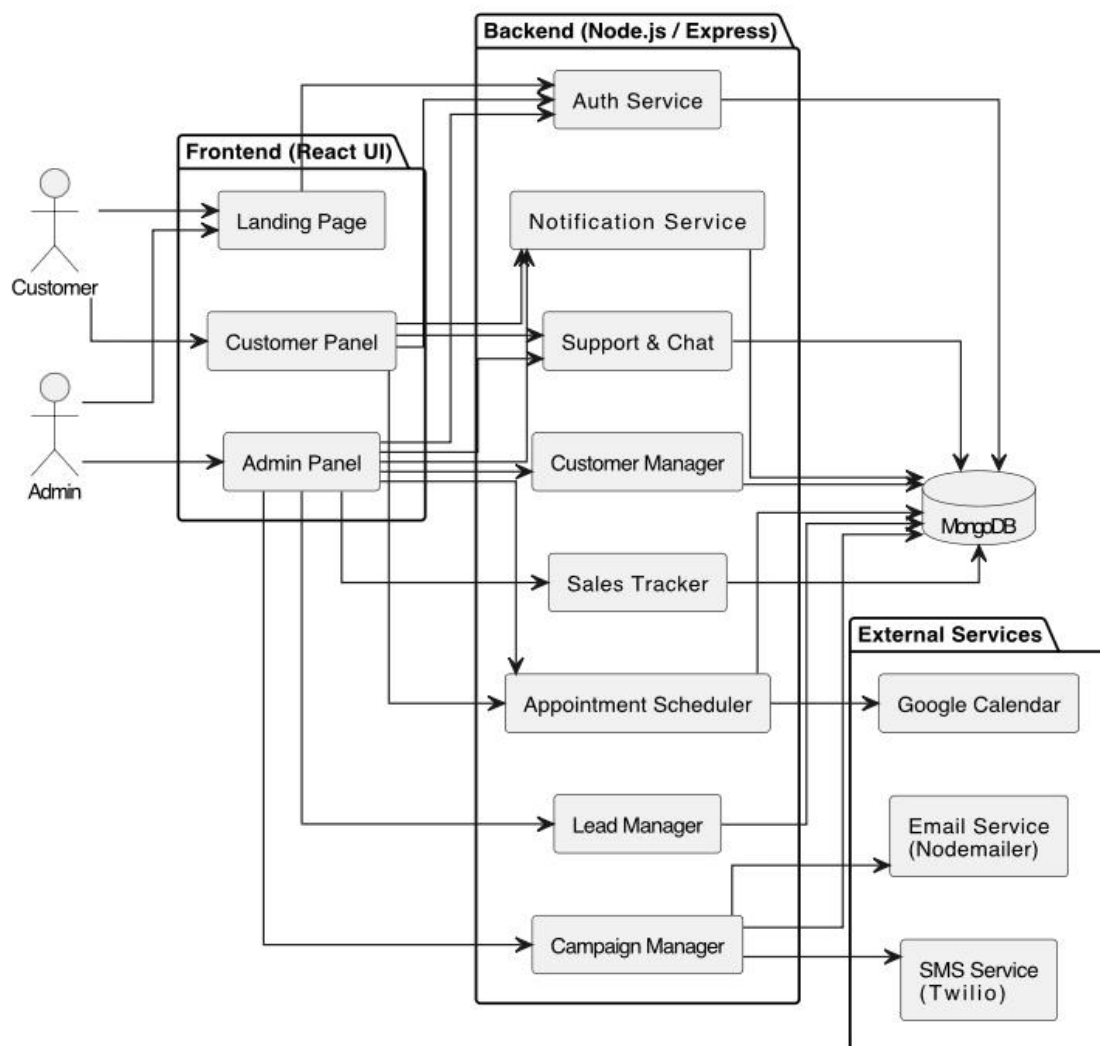 Backend (Node.js / Express)
Auth Service
Frontend (React UI)
Landing Page
Notification Service
Customer
Customer Panel
Support & Chat
Admin Panel
Customer Manager
Admin
MongoDB
Sales Tracker
External Services
Appointment Scheduler
Google Calendar
Lead Manager
Email Service
(Nodemailer)
Campaign Manager
SMS Service
(Twilio)